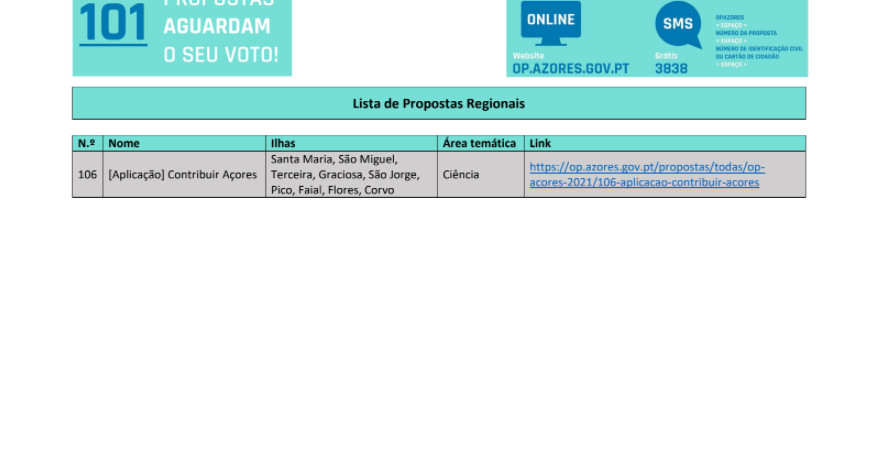 101 PROPOSTAS
AGUARDAM
O SEU VOTO!
ONLINE
Website
OP.AZORES.GOV.PT
SMS
Grátis
3838
OPAZORES
< ESPAÇO >
NÚMERO DA PROPOSTA
< ESPAÇO >
NÚMERO DE IDENTIFICAÇÃO CIVIL
OU CARTÃO DE CIDADÃO
< ESPAÇO >
Lista de Propostas Regionais
N.º Nome Ilhas Área temática Link
106 [Aplicação] Contribuir Açores
Santa Maria, São Miguel,
Terceira, Graciosa, São Jorge,
Pico, Faial, Flores, Corvo
Ciência
https://op.azores.gov.pt/propostas/todas/op-
acores-2021/106-aplicacao-contribuir-acores